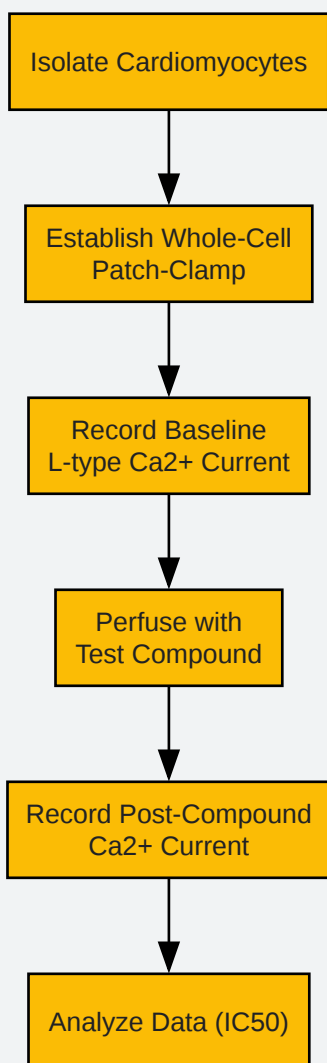 Isolate Cardiomyocytes
Establish Whole-Cell
Patch-Clamp
Record Baseline
L-type Ca2+ Current
Perfuse with
Test Compound
Record Post-Compound
Ca2+ Current
Analyze Data (IC50)